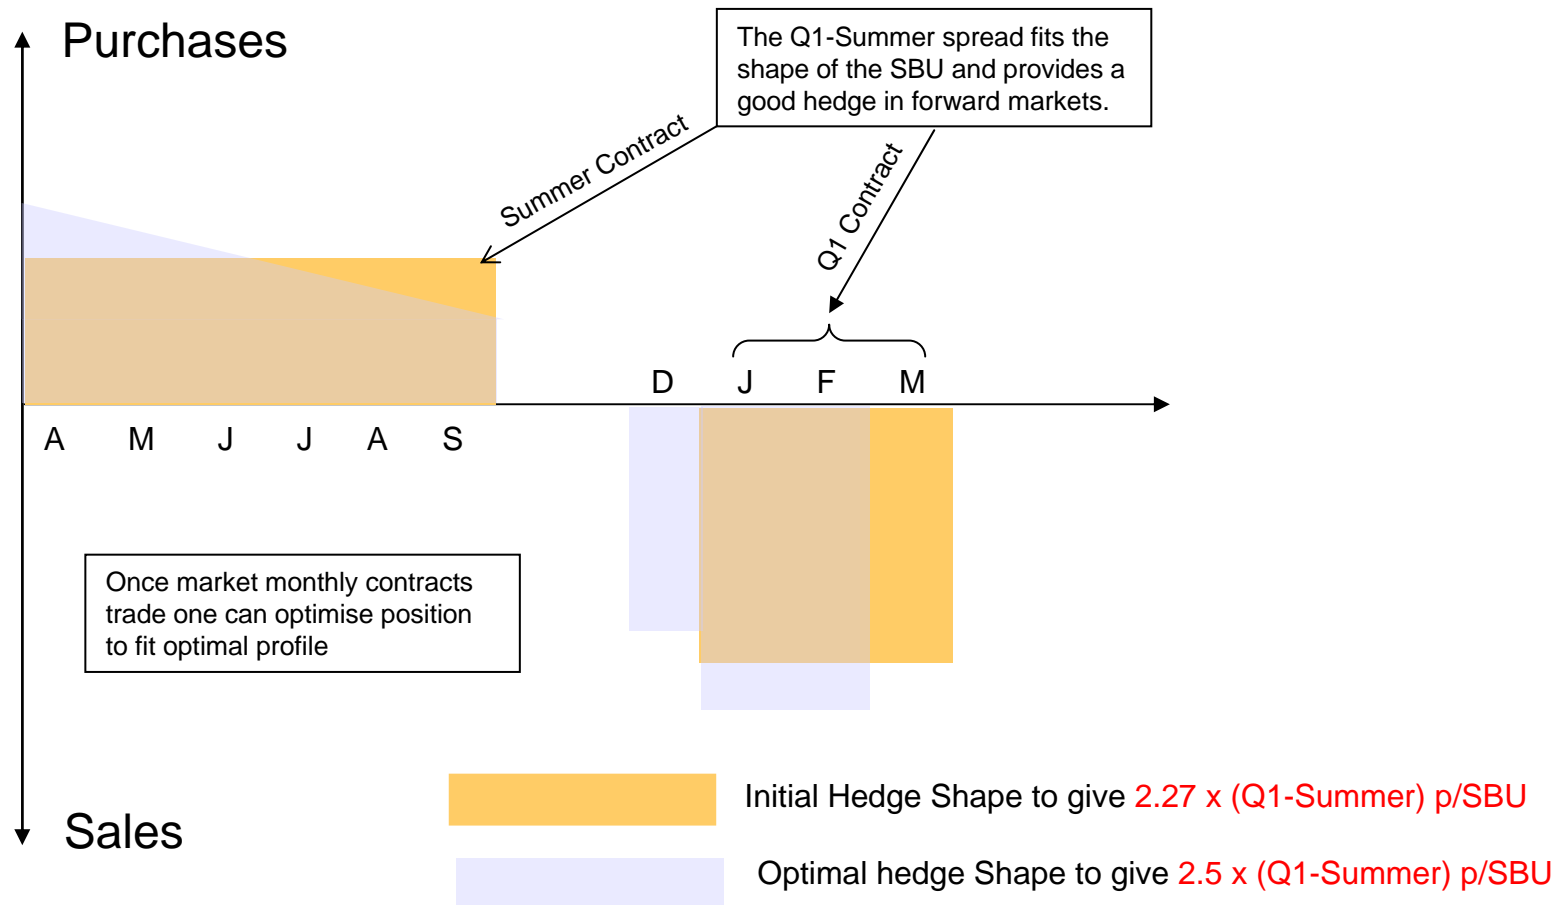 Purchases
The Q1-Summer spread fits the
shape of the SBU and provides a
good hedge in forward markets.
Summer Contract
Q1 Contract
D J F M
A M J J A S
Once market monthly contracts
trade one can optimise position
to fit optimal profile
Initial Hedge Shape to give 2.27 x (Q1-Summer) p/SBU
Sales
Optimal hedge Shape to give 2.5 x (Q1-Summer) p/SBU